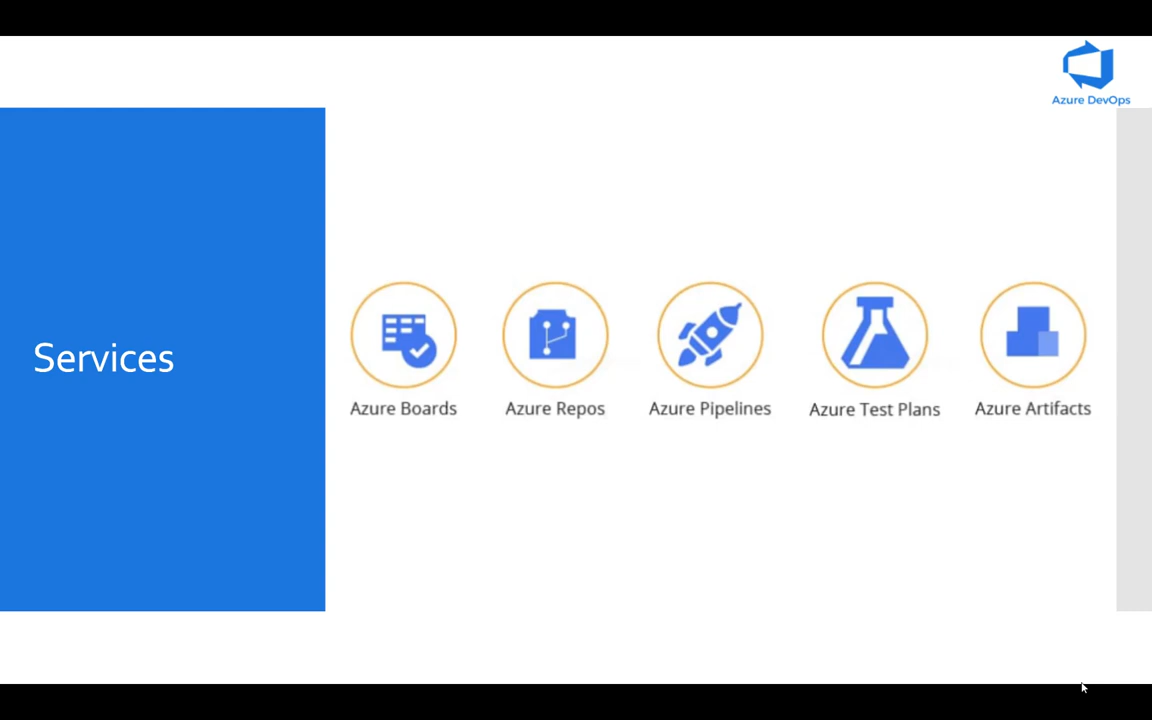 Azure DevOps
Services
Azure Boards
Azure Repos
Azure Pipelines
Azure Test Plans
Azure Artifacts